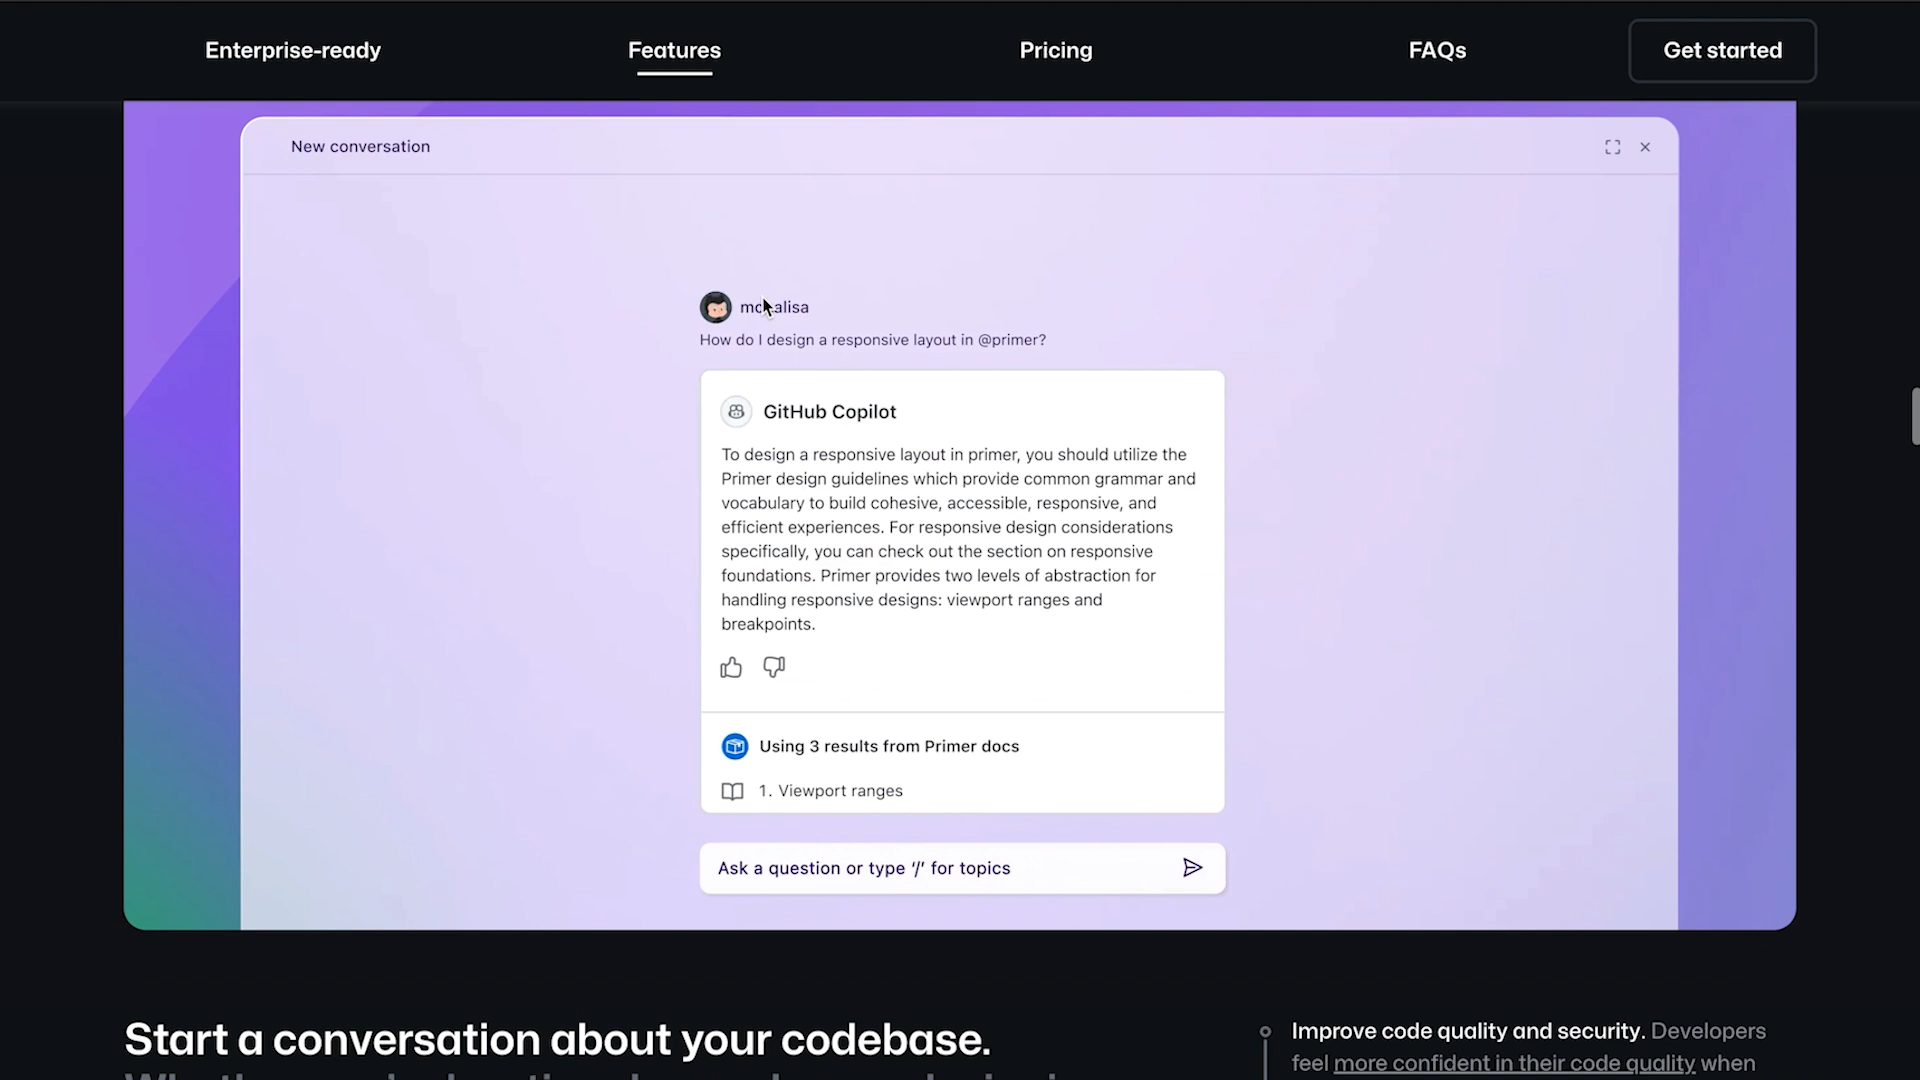 Enterprise-ready
Features
Pricing
FAQs
Get started
New conversation
How do I design a responsive layout in @primer?
GitHub Copilot
To design a responsive layout in primer, you should utilize the
Primer design guidelines which provide common grammar and
vocabulary to build cohesive, accessible, responsive, and
efficient experiences. For responsive design considerations
specifically, you can check out the section on responsive
foundations. Primer provides two levels of abstraction for
handling responsive designs: viewport ranges and
breakpoints.
Using 3 results from Primer docs
1. Viewport ranges
Ask a question or type '/' for topics
Start a conversation about your codebase.
Improve code quality and security. Developers
feel more confident in their code quality when